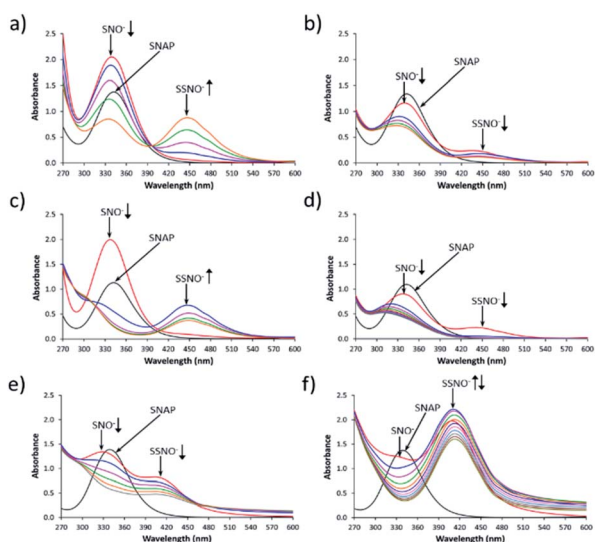 a)
SNO⁻ ↓
SNAP
SSNO⁻ ↑
Absorbance
2.5
2.0
1.5
1.0
0.5
0.0
270 300 330 360 390 420 450 480 510 540 570 600
Wavelength (nm)
b)
SNAP
SNO⁻ ↓
SSNO⁻ ↓
Absorbance
2.5
2.0
1.5
1.0
0.5
0.0
270 300 330 360 390 420 450 480 510 540 570 600
Wavelength (nm)
c)
SNO⁻ ↓
SNAP
SSNO⁻ ↑
Absorbance
2.5
2.0
1.5
1.0
0.5
0.0
270 300 330 360 390 420 450 480 510 540 570 600
Wavelength (nm)
d)
SNAP
SNO⁻ ↓
SSNO⁻ ↓
Absorbance
2.5
2.0
1.5
1.0
0.5
0.0
270 300 330 360 390 420 450 480 510 540 570 600
Wavelength (nm)
e)
SNAP
SNO⁻ ↓
SSNO⁻ ↓
Absorbance
2.5
2.0
1.5
1.0
0.5
0.0
270 300 330 360 390 420 450 480 510 540 570 600
Wavelength (nm)
f)
SSNO⁻ ↑↓
SNAP
SNO⁻
Absorbance
2.5
2.0
1.5
1.0
0.5
0.0
270 300 330 360 390 420 450 480 510 540 570 600
Wavelength (nm)